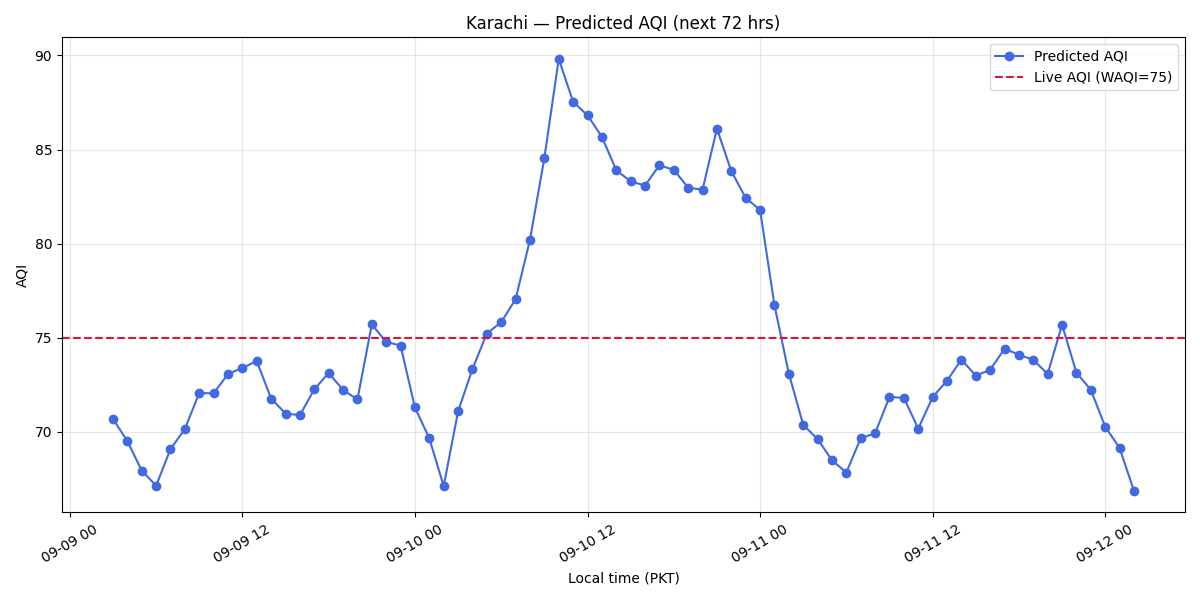 Karachi — Predicted AQI (next 72 hrs)
Predicted AQI
Live AQI (WAQI=75)
AQI
90
85
80
75
70
09-09 00
09-09 12
09-10 00
09-10 12
09-11 00
09-11 12
09-12 00
Local time (PKT)